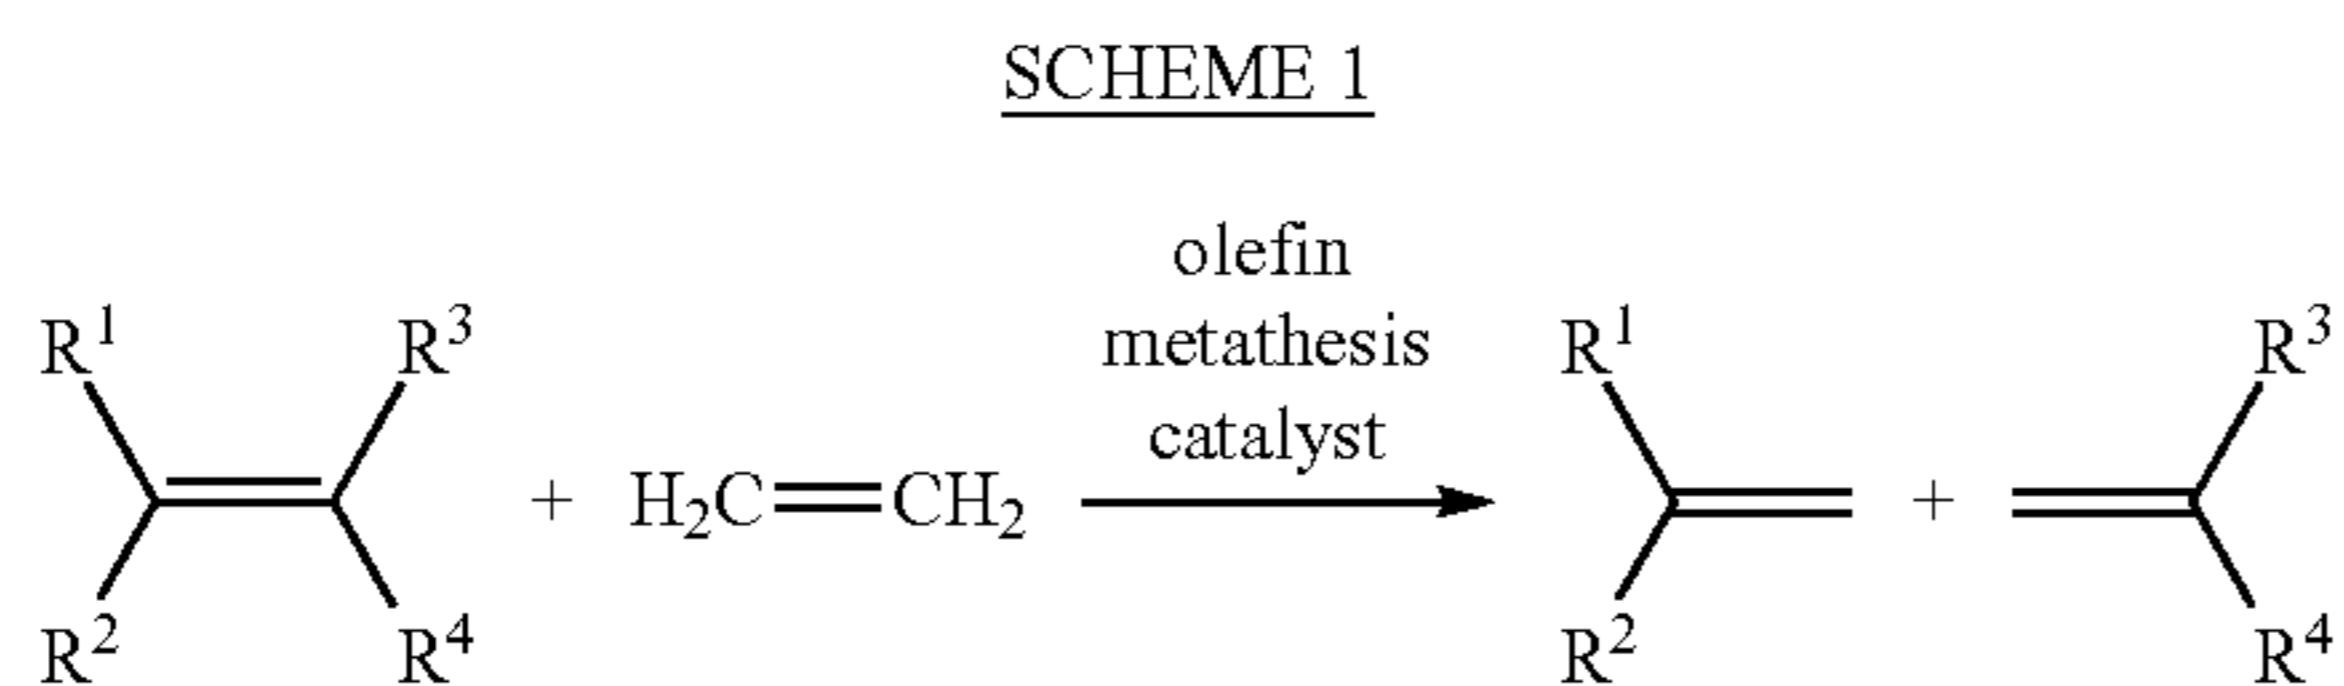 SCHEME 1
olefin
metathesis
catalyst
R¹ R³ R¹ R³
+ H₂C CH₂ +
R² R⁴ R² R⁴